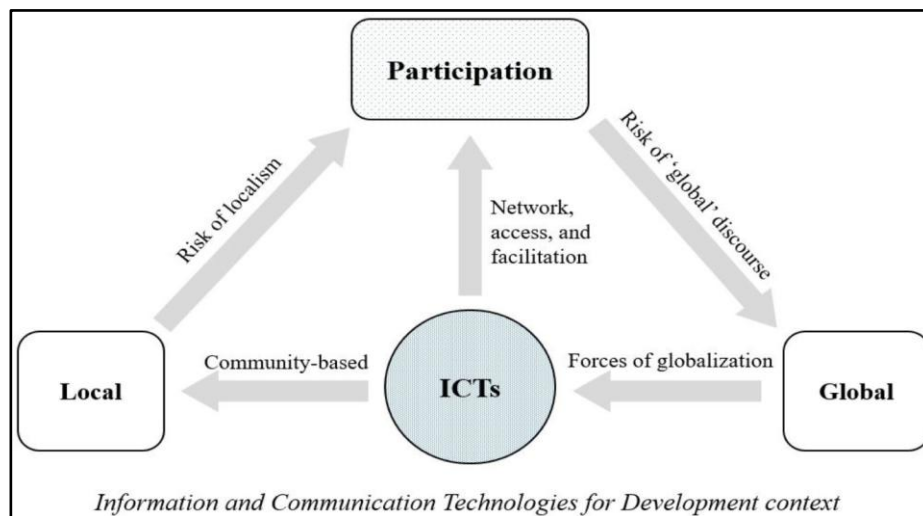 Participation
Risk of localism
Risk of ‘global’ discourse
Network,
access, and
facilitation
Local
Community-based
ICTs
Forces of globalization
Global
Information and Communication Technologies for Development context